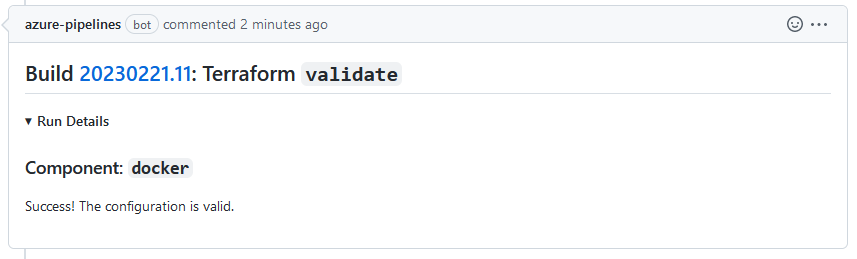 azure-pipelines bot commented 2 minutes ago
Build 20230221.11: Terraform validate
▾ Run Details
Component: docker
Success! The configuration is valid.